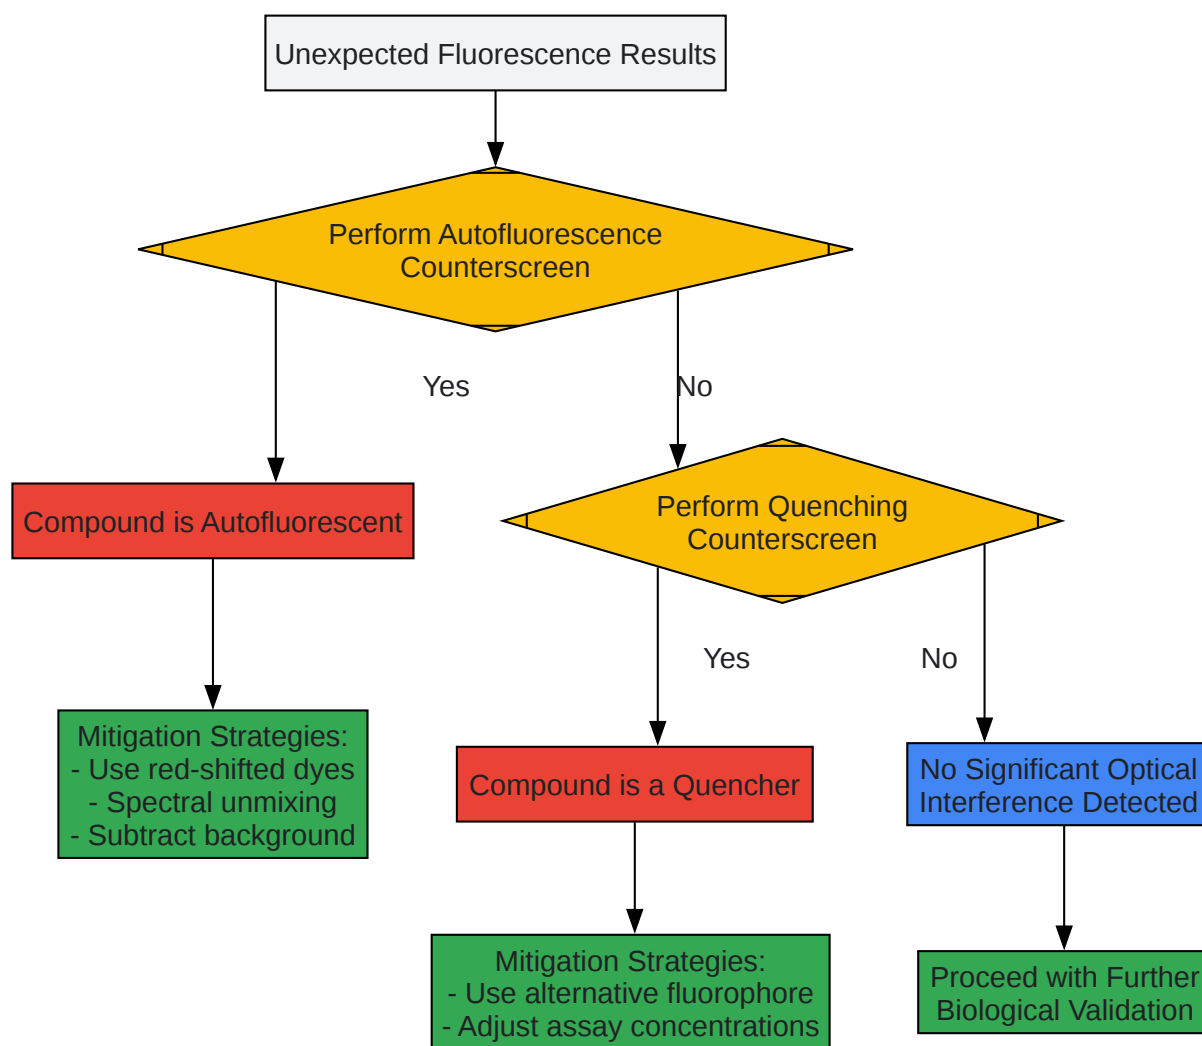 Unexpected Fluorescence Results
Perform Autofluorescence
Counterscreen
Yes
No
Compound is Autofluorescent
Perform Quenching
Counterscreen
Yes
No
Mitigation Strategies:
- Use red-shifted dyes
- Spectral unmixing
- Subtract background
Compound is a Quencher
No Significant Optical
Interference Detected
Mitigation Strategies:
- Use alternative fluorophore
- Adjust assay concentrations
Proceed with Further
Biological Validation